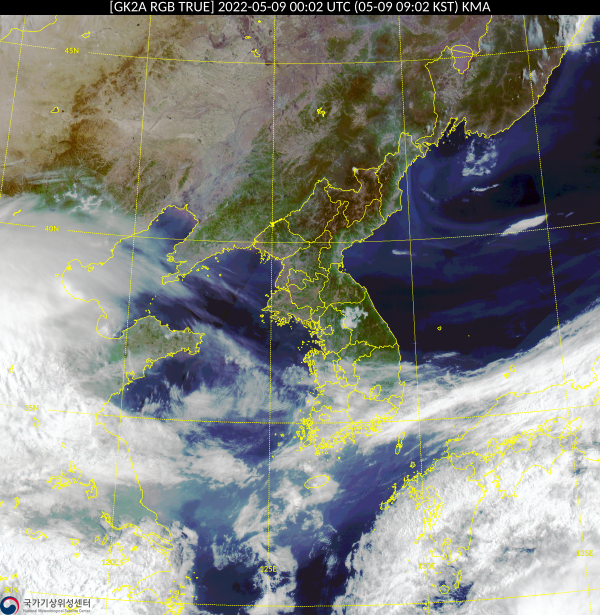 [GK2A RGB TRUE] 2022-05-09 00:02 UTC (05-09 09:02 KST) KMA
45N
40N
35N
125E
국가기상위성센터
National Meteorological Satellite Center